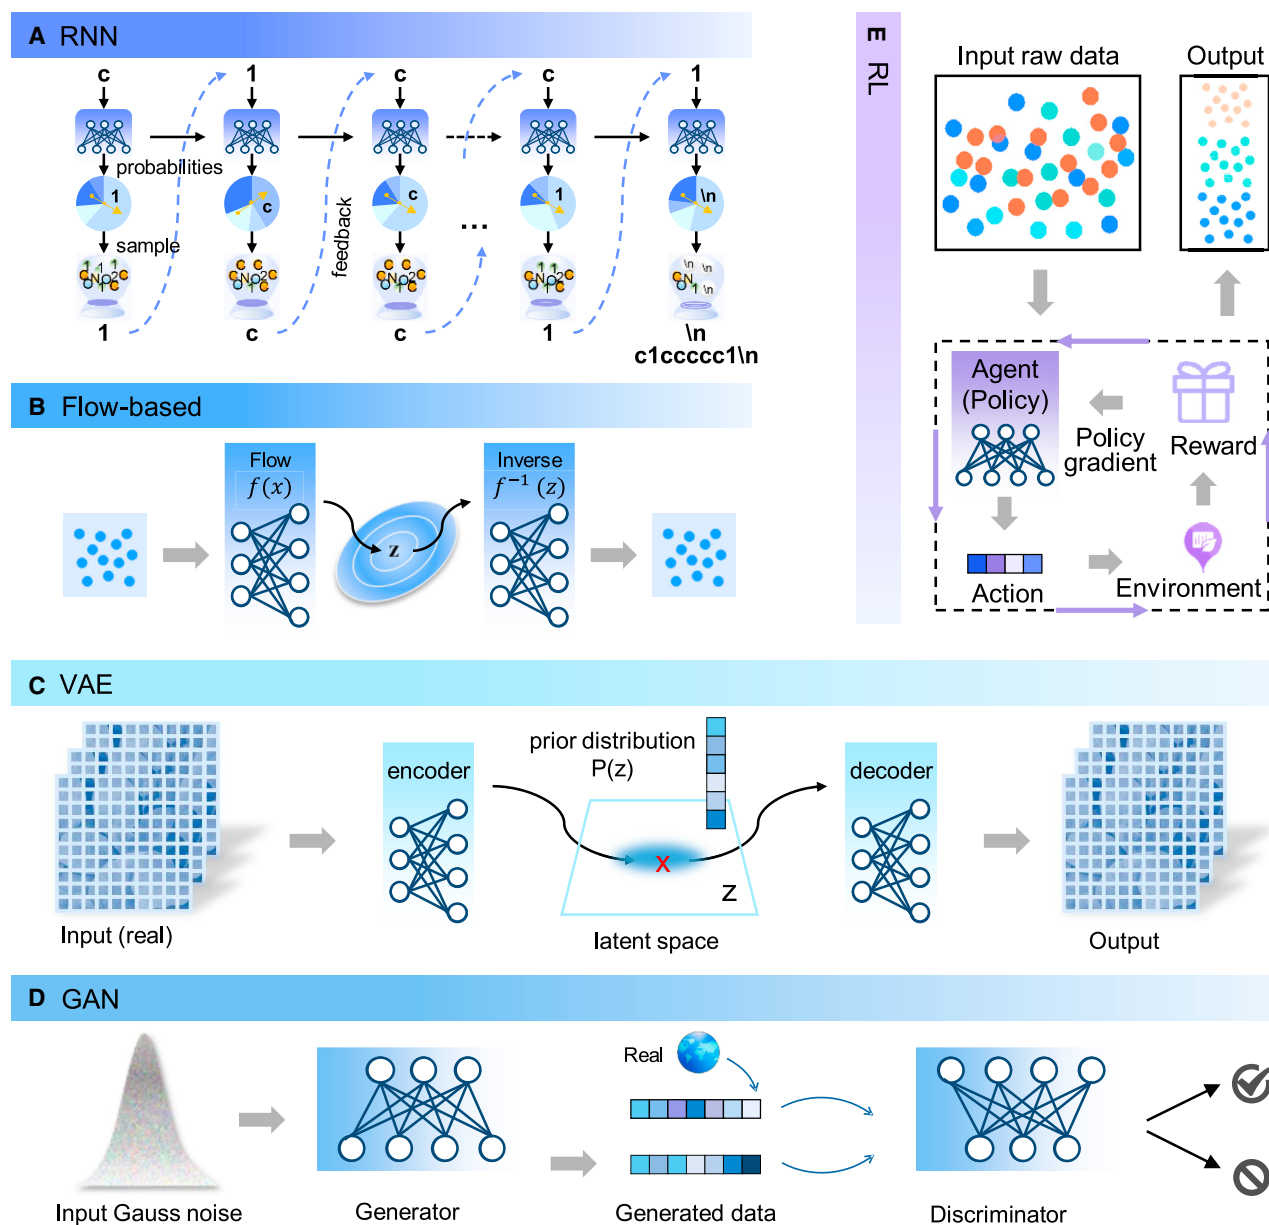 A RNN
c 1 c c 1
probabilities
1 c c 1 \n
sample
feedback
...
1 c c 1 \n
c1ccccc1\n
B Flow-based
Flow
f(x)
z
Inverse
f⁻¹ (z)
C VAE
Input (real)
encoder
prior distribution
P(z)
x
z
latent space
decoder
Output
D GAN
Input Gauss noise
Generator
Real
Generated data
Discriminator
E RL
Input raw data
Output
Agent
(Policy)
Policy
gradient
Reward
Action
Environment